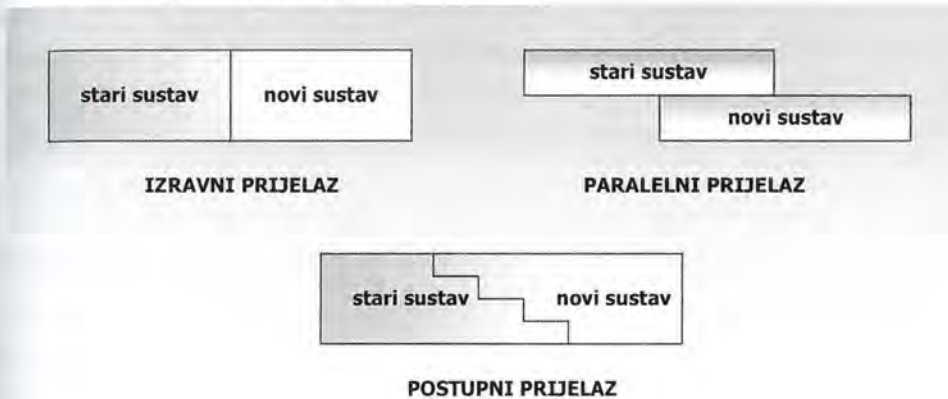 stari sustav
novi sustav
IZRAVNI PRIJELAZ
stari sustav
novi sustav
PARALELNI PRIJELAZ
stari sustav
novi sustav
POSTUPNI PRIJELAZ